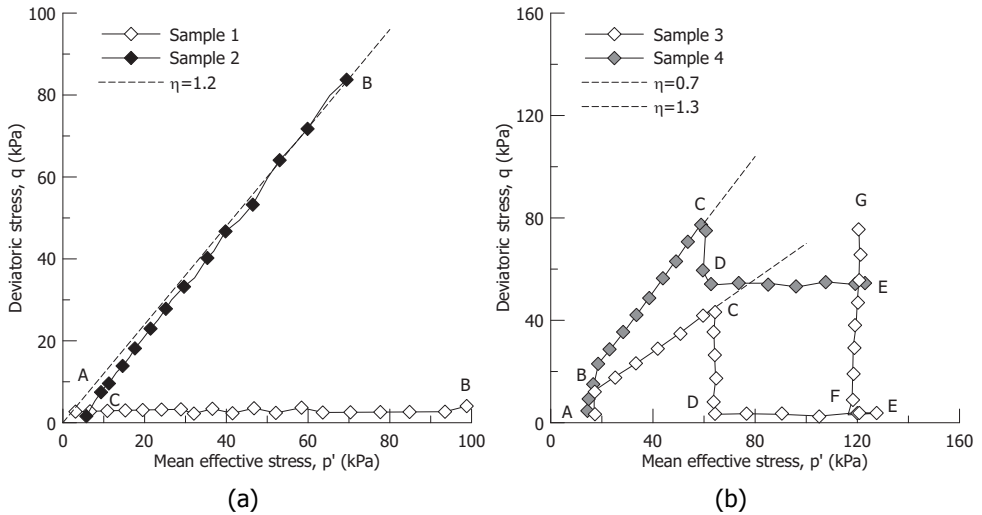 100
80
60
40
20
0
Deviatoric stress, q (kPa)
Sample 1
Sample 2
η=1.2
B
A
C
B
0 20 40 60 80 100
Mean effective stress, p' (kPa)
(a)
160
120
80
40
0
Deviatoric stress, q (kPa)
Sample 3
Sample 4
η=0.7
η=1.3
G
C
D
E
C
B
D
F
E
A
0 40 80 120 160
Mean effective stress, p' (kPa)
(b)